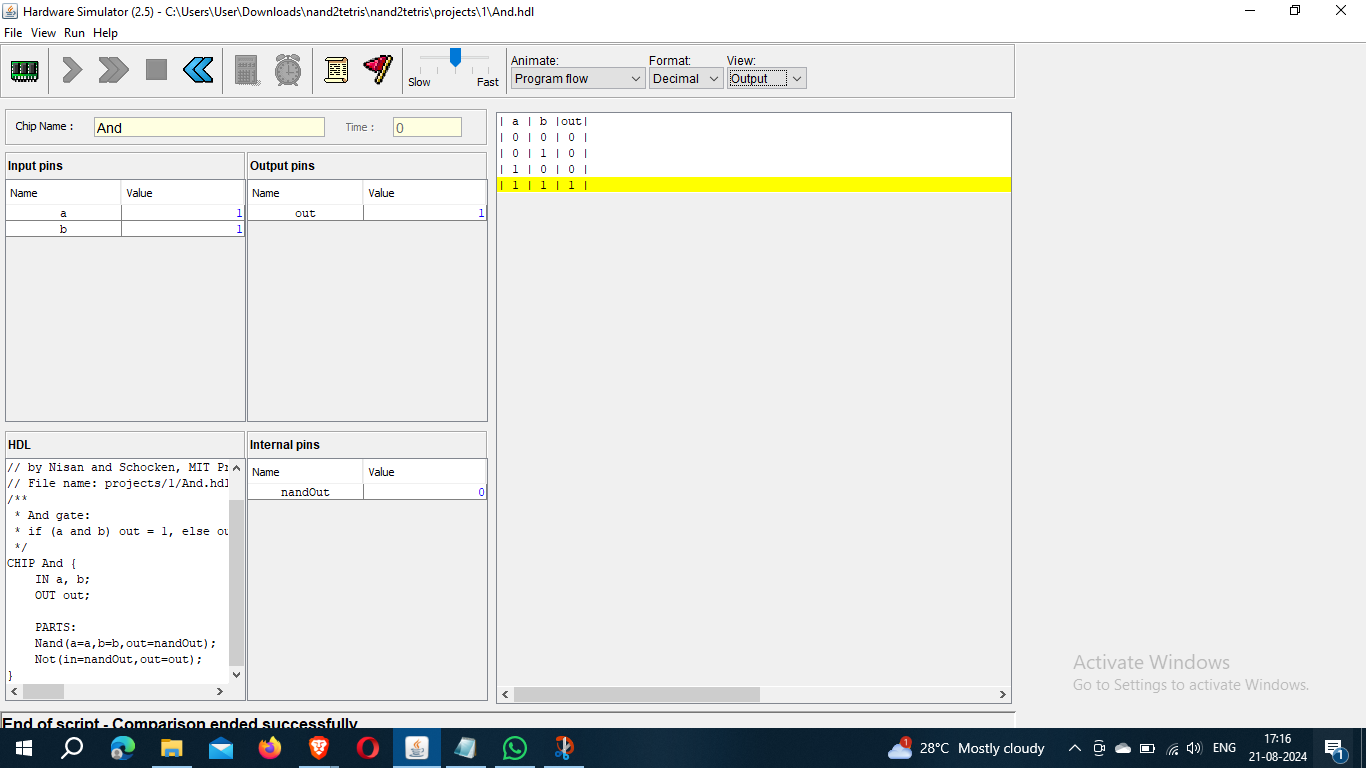 Hardware Simulator (2.5) - C:\Users\User\Downloads\nand2tetris\nand2tetris\projects\1\And.hdl
File View Run Help
Slow Fast
Animate: Format: View:
Program flow Decimal Output
Chip Name : And Time : 0
Input pins
Name Value
a 1
b 1
Output pins
Name Value
out 1
| a | b |out|
| 0 | 0 | 0 |
| 0 | 1 | 0 |
| 1 | 0 | 0 |
| 1 | 1 | 1 |
HDL
// by Nisan and Schocken, MIT Pr
// File name: projects/1/And.hdl
/**
* And gate:
* if (a and b) out = 1, else ou
*/
CHIP And {
IN a, b;
OUT out;
PARTS:
Nand(a=a,b=b,out=nandOut);
Not(in=nandOut,out=out);
}
Internal pins
Name Value
nandOut 0
Activate Windows
Go to Settings to activate Windows.
End of script - Comparison ended successfully
1 28°C Mostly cloudy ENG 17:16
21-08-2024 1